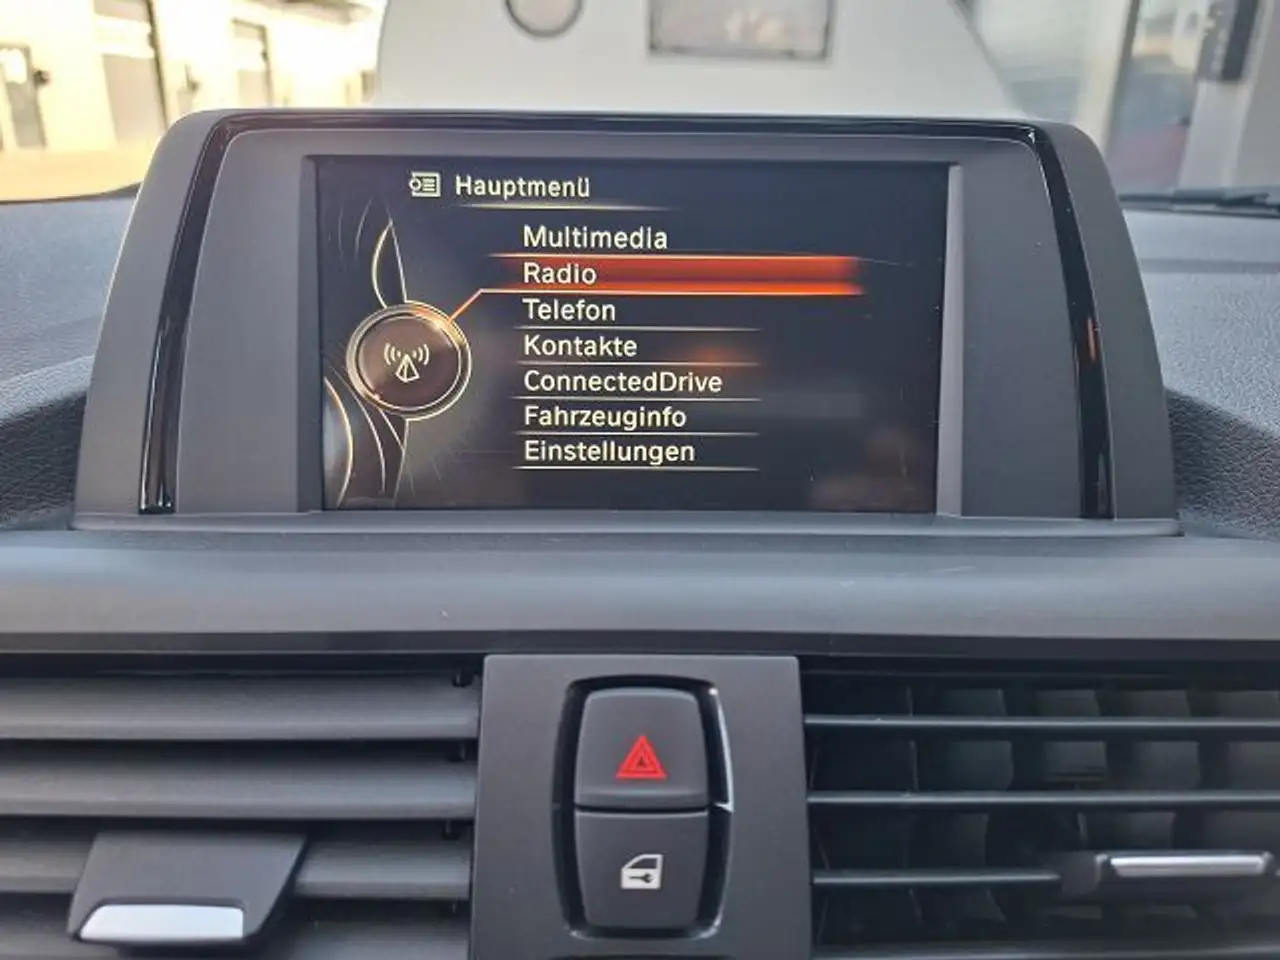 Hauptmenü
Multimedia
Radio
Telefon
Kontakte
ConnectedDrive
Fahrzeuginfo
Einstellungen